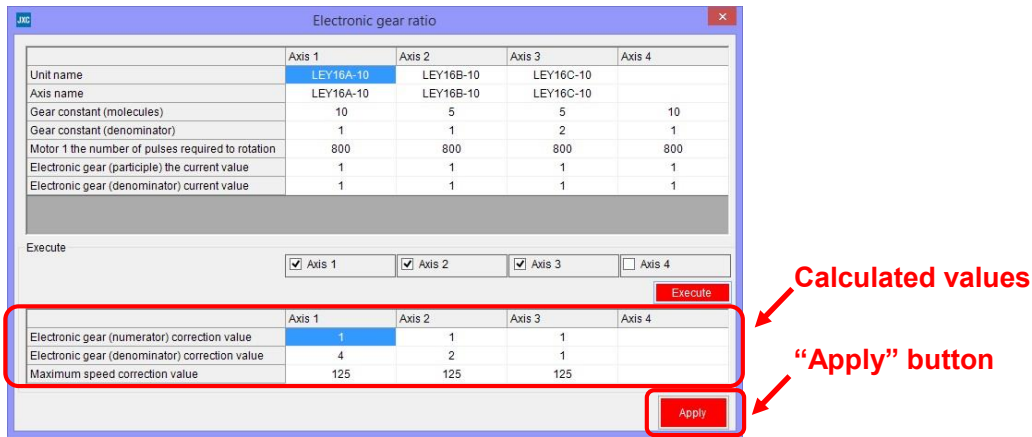 JXC Electronic gear ratio ×
Axis 1 Axis 2 Axis 3 Axis 4
Unit name LEY16A-10 LEY16B-10 LEY16C-10
Axis name LEY16A-10 LEY16B-10 LEY16C-10
Gear constant (molecules) 10 5 5 10
Gear constant (denominator) 1 1 2 1
Motor 1 the number of pulses required to rotation 800 800 800 800
Electronic gear (participle) the current value 1 1 1 1
Electronic gear (denominator) current value 1 1 1 1
Execute
Axis 1 Axis 2 Axis 3 Axis 4
Execute
Calculated values
Axis 1 Axis 2 Axis 3 Axis 4
Electronic gear (numerator) correction value 1 1 1
Electronic gear (denominator) correction value 4 2 1
Maximum speed correction value 125 125 125
“Apply” button
Apply